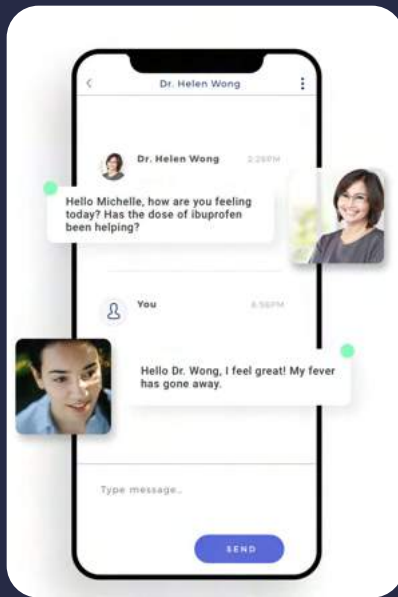 Dr. Helen Wong
Dr. Helen Wong 2:28PM
Hello Michelle, how are you feeling
today? Has the dose of ibuprofen
been helping?
You 6:56PM
Hello Dr. Wong, I feel great! My fever
has gone away.
Type message..
SEND